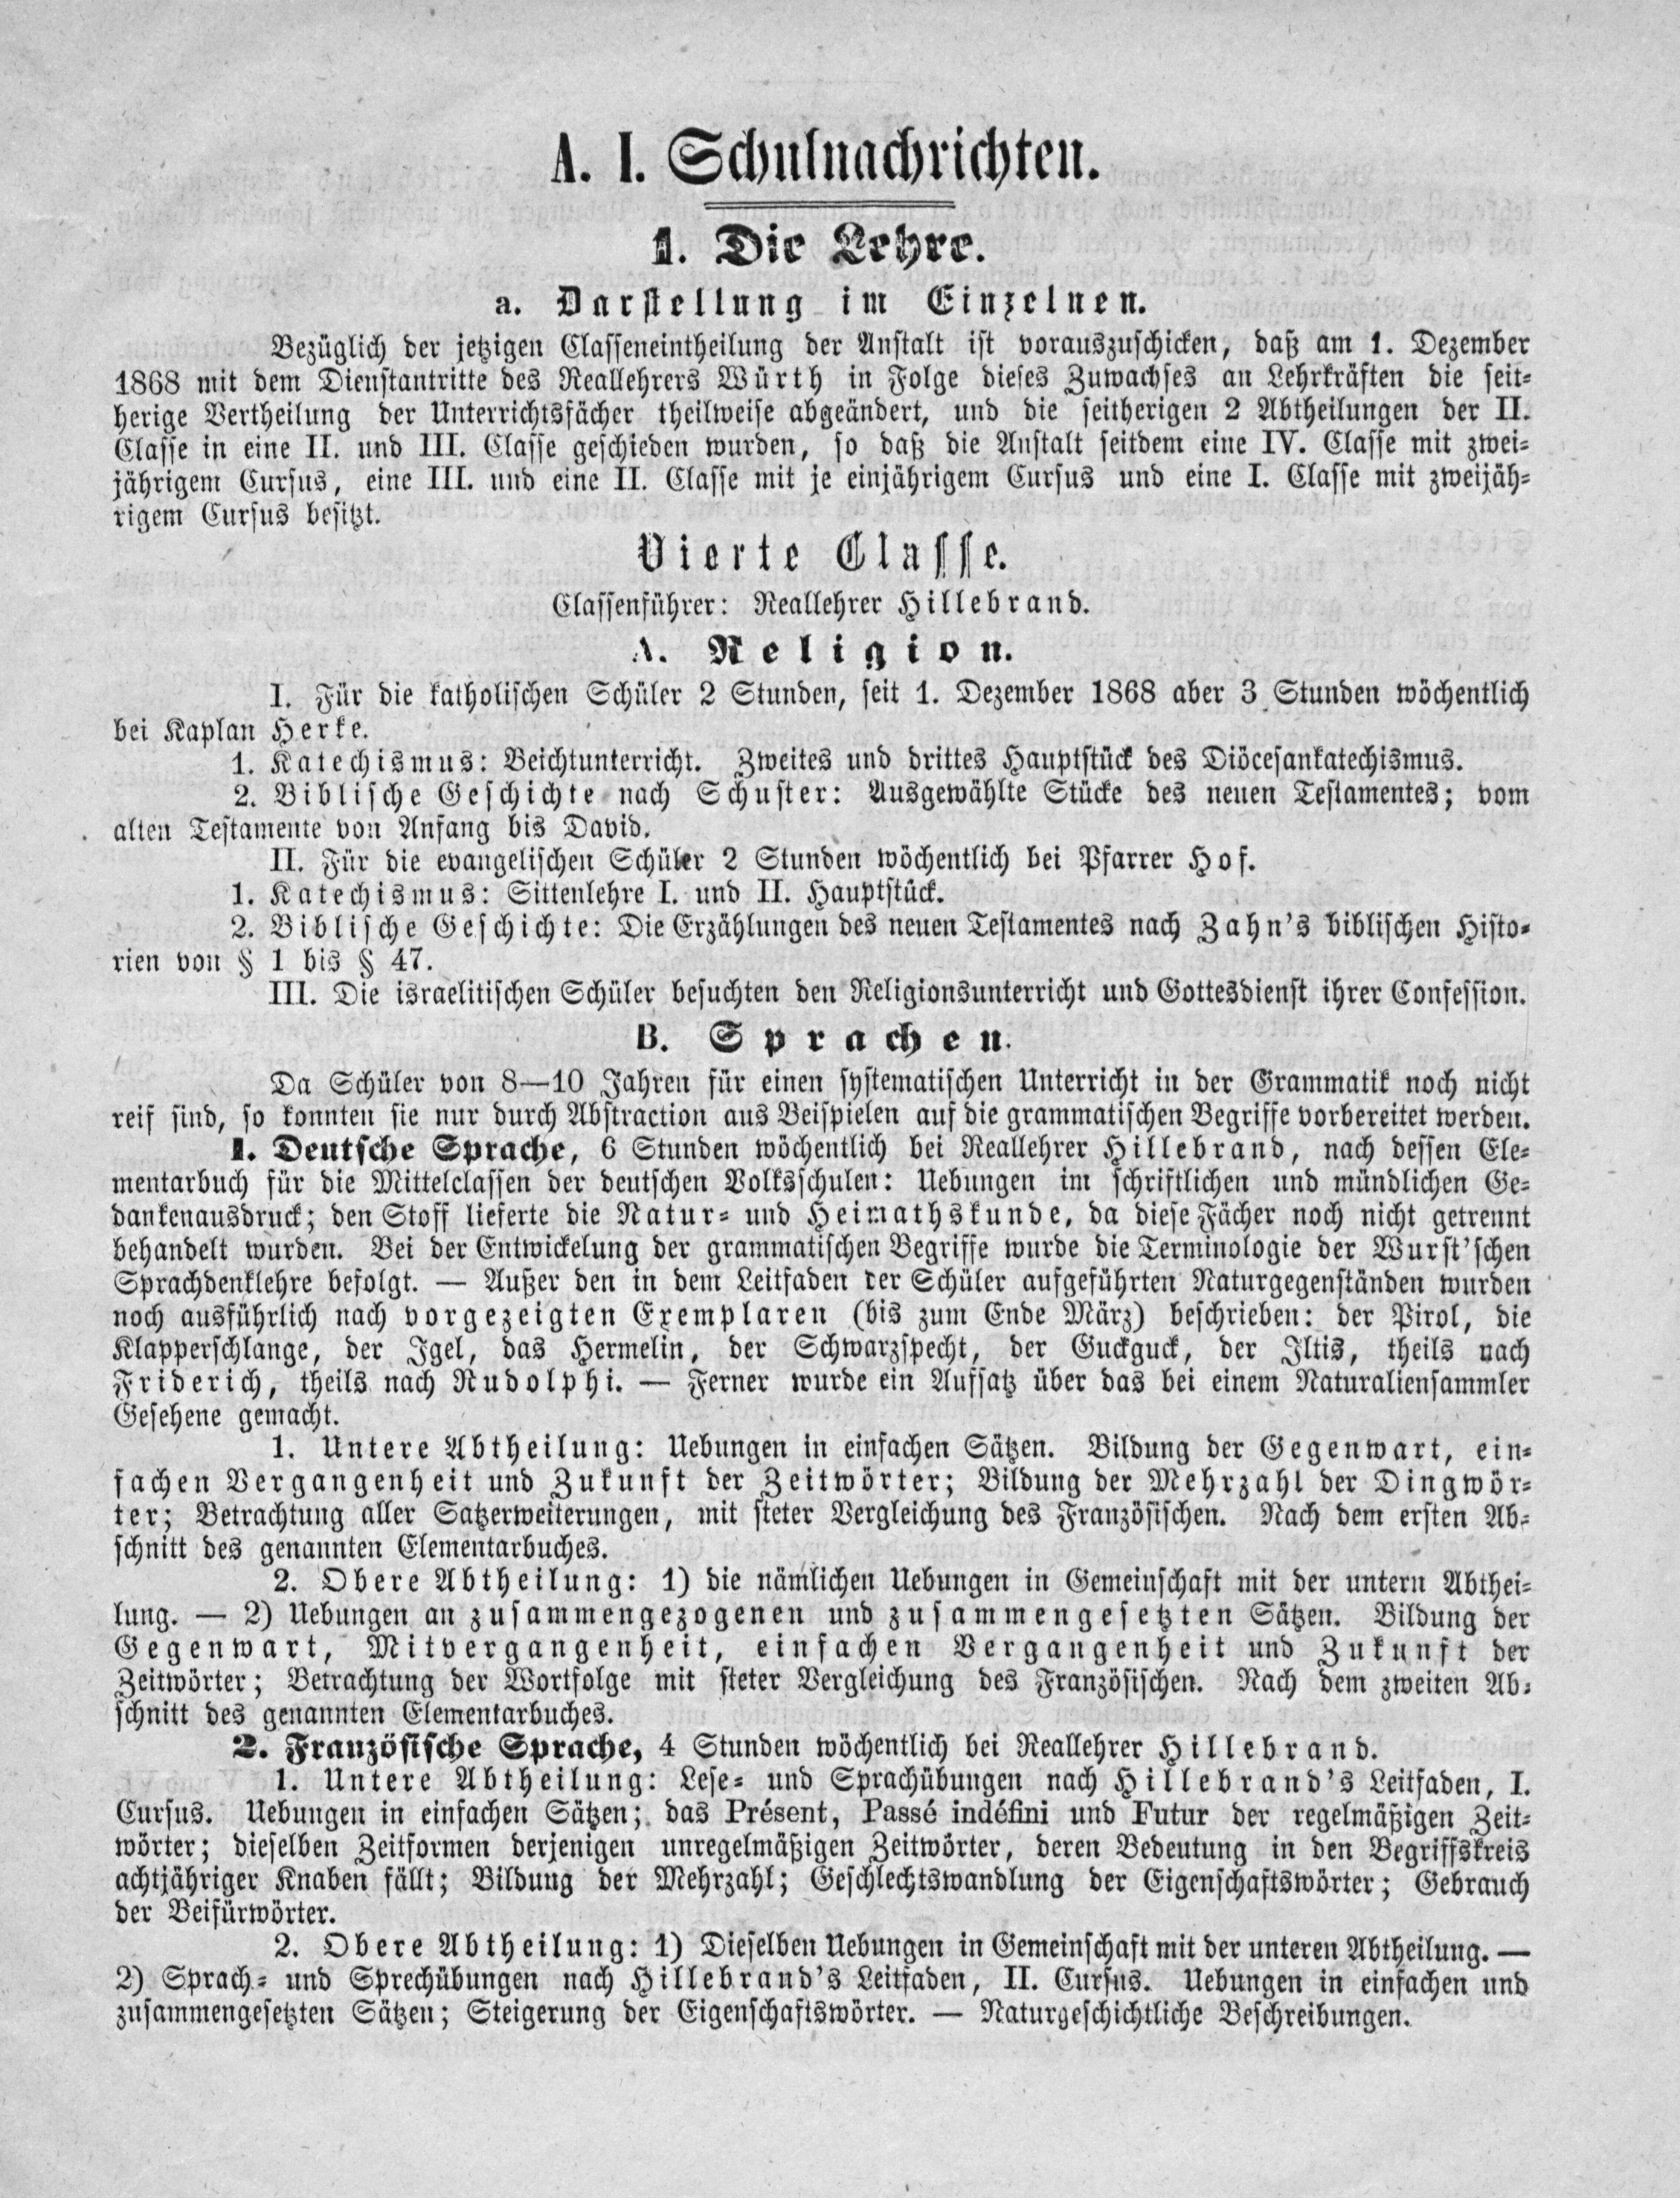 A. I. Schulnachrichten.
1. Die Lehre.
a. Darstellung im Einzelnen.
Bezüglich der jetzigen Classeneintheilung der Anstalt ist vorauszuschicken, daß am 1. Dezember
1868 mit dem Dienstantritte des Reallehrers Würth in Folge dieses Zuwachses an Lehrkräften die seit-
herige Vertheilung der Unterrichtsfächer theilweise abgeändert, und die seitherigen 2 Abtheilungen der II.
Classe in eine II. und III. Classe geschieden wurden, so daß die Anstalt seitdem eine IV. Classe mit zwei-
jährigem Cursus, eine III. und eine II. Classe mit je einjährigem Cursus und eine I. Classe mit zweijäh-
rigem Cursus besitzt.
Vierte Classe.
Classenführer: Reallehrer Hillebrand.
A. Religion.
I. Für die katholischen Schüler 2 Stunden, seit 1. Dezember 1868 aber 3 Stunden wöchentlich
bei Kaplan Herke.
1. Katechismus: Beichtunterricht. Zweites und drittes Hauptstück des Diöcesankatechismus.
2. Biblische Geschichte nach Schuster: Ausgewählte Stücke des neuen Testamentes; vom
alten Testamente von Anfang bis David.
II. Für die evangelischen Schüler 2 Stunden wöchentlich bei Pfarrer Hof.
1. Katechismus: Sittenlehre I. und II. Hauptstück.
2. Biblische Geschichte: Die Erzählungen des neuen Testamentes nach Zahn's biblischen Histo-
rien von § 1 bis § 47.
III. Die israelitischen Schüler besuchten den Religionsunterricht und Gottesdienst ihrer Confession.
B. Sprachen.
Da Schüler von 8—10 Jahren für einen systematischen Unterricht in der Grammatik noch nicht
reif sind, so konnten sie nur durch Abstraction aus Beispielen auf die grammatischen Begriffe vorbereitet werden.
1. Deutsche Sprache, 6 Stunden wöchentlich bei Reallehrer Hillebrand, nach dessen Ele-
mentarbuch für die Mittelclassen der deutschen Volksschulen: Uebungen im schriftlichen und mündlichen Ge-
dankenausdruck; den Stoff lieferte die Natur- und Heimathskunde, da diese Fächer noch nicht getrennt
behandelt wurden. Bei der Entwickelung der grammatischen Begriffe wurde die Terminologie der Wurst'schen
Sprachdenklehre befolgt. — Außer den in dem Leitfaden der Schüler aufgeführten Naturgegenständen wurden
noch ausführlich nach vorgezeigten Exemplaren (bis zum Ende März) beschrieben: der Pirol, die
Klapperschlange, der Igel, das Hermelin, der Schwarzspecht, der Guckguck, der Iltis, theils nach
Friderich, theils nach Rudolphi. — Ferner wurde ein Aufsatz über das bei einem Naturaliensammler
Gesehene gemacht.
1. Untere Abtheilung: Uebungen in einfachen Sätzen. Bildung der Gegenwart, ein-
fachen Vergangenheit und Zukunft der Zeitwörter; Bildung der Mehrzahl der Dingwör-
ter; Betrachtung aller Satzerweiterungen, mit steter Vergleichung des Französischen. Nach dem ersten Ab-
schnitt des genannten Elementarbuches.
2. Obere Abtheilung: 1) die nämlichen Uebungen in Gemeinschaft mit der untern Abthei-
lung. — 2) Uebungen an zusammengezogenen und zusammengesetzten Sätzen. Bildung der
Gegenwart, Mitvergangenheit, einfachen Vergangenheit und Zukunft der
Zeitwörter; Betrachtung der Wortfolge mit steter Vergleichung des Französischen. Nach dem zweiten Ab-
schnitt des genannten Elementarbuches.
2. Französische Sprache, 4 Stunden wöchentlich bei Reallehrer Hillebrand.
1. Untere Abtheilung: Lese- und Sprachübungen nach Hillebrand's Leitfaden, I.
Cursus. Uebungen in einfachen Sätzen; das Présent, Passé indéfini und Futur der regelmäßigen Zeit-
wörter; dieselben Zeitformen derjenigen unregelmäßigen Zeitwörter, deren Bedeutung in den Begriffskreis
achtjähriger Knaben fällt; Bildung der Mehrzahl; Geschlechtswandlung der Eigenschaftswörter; Gebrauch
der Beifürwörter.
2. Obere Abtheilung: 1) Dieselben Uebungen in Gemeinschaft mit der unteren Abtheilung. —
2) Sprach- und Sprechübungen nach Hillebrand's Leitfaden, II. Cursus. Uebungen in einfachen und
zusammengesetzten Sätzen; Steigerung der Eigenschaftswörter. — Naturgeschichtliche Beschreibungen.